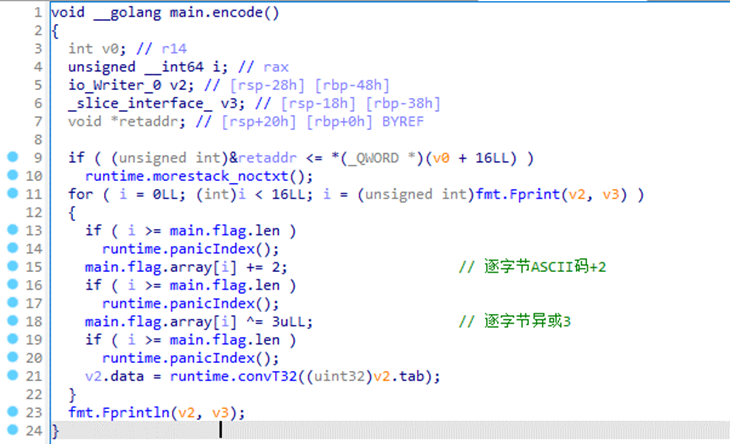 1 void __golang main.encode()
2 {
3 int v0; // r14
4 unsigned __int64 i; // rax
5 io_Writer_0 v2; // [rsp-28h] [rbp-48h]
6 _slice_interface_ v3; // [rsp-18h] [rbp-38h]
7 void *retaddr; // [rsp+20h] [rbp+0h] BYREF
8
9 if ( (unsigned int)&retaddr <= *(_QWORD *)(v0 + 16LL) )
10 runtime.morestack_noctxt();
11 for ( i = 0LL; (int)i < 16LL; i = (unsigned int)fmt.Fprint(v2, v3) )
12 {
13 if ( i >= main.flag.len )
14 runtime.panicIndex();
15 main.flag.array[i] += 2; // 逐字节ASCII码+2
16 if ( i >= main.flag.len )
17 runtime.panicIndex();
18 main.flag.array[i] ^= 3uLL; // 逐字节异或3
19 if ( i >= main.flag.len )
20 runtime.panicIndex();
21 v2.data = runtime.convT32((uint32)v2.tab);
22 }
23 fmt.Fprintln(v2, v3);
24 }